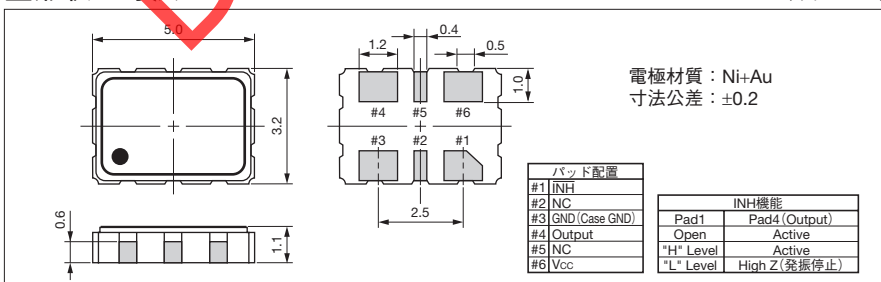 5.0
3.2
0.6
1.1
1.2
0.4
0.5
1.0
#4 #5 #6
#3 #2 #1
2.5
電極材質：Ni+Au
寸法公差：±0.2
パッド配置
#1 INH
#2 NC
#3 GND(Case GND)
#4 Output
#5 NC
#6 Vcc
INH機能
Pad1 Pad4(Output)
Open Active
"H" Level Active
"L" Level High Z(発振停止)